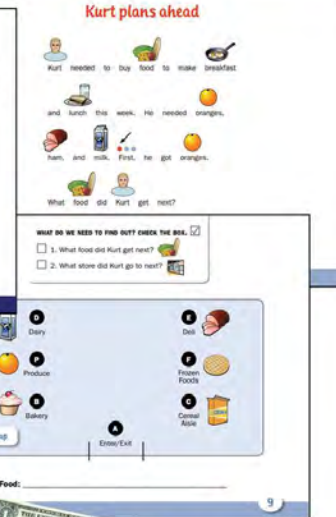 Kurt plans ahead
Kurt needed to buy food to make breakfast
and lunch this week. He needed oranges,
ham, and milk. First, he got oranges.
What food did Kurt get next?
WHAT DO WE NEED TO FIND OUT? CHECK THE BOX.
1. What food did Kurt get next?
2. What store did Kurt go to next?
D
Dairy
E
Deli
P
Produce
F
Frozen
Foods
B
Bakery
C
Cereal
Aisle
A
Enter/Exit
Food:
9